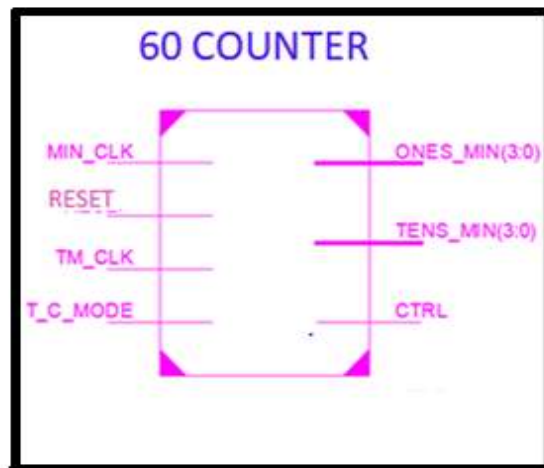 60 COUNTER
MIN_CLK
ONES_MIN(3:0)
RESET
TENS_MIN(3:0)
TM_CLK
T_C_MODE
CTRL